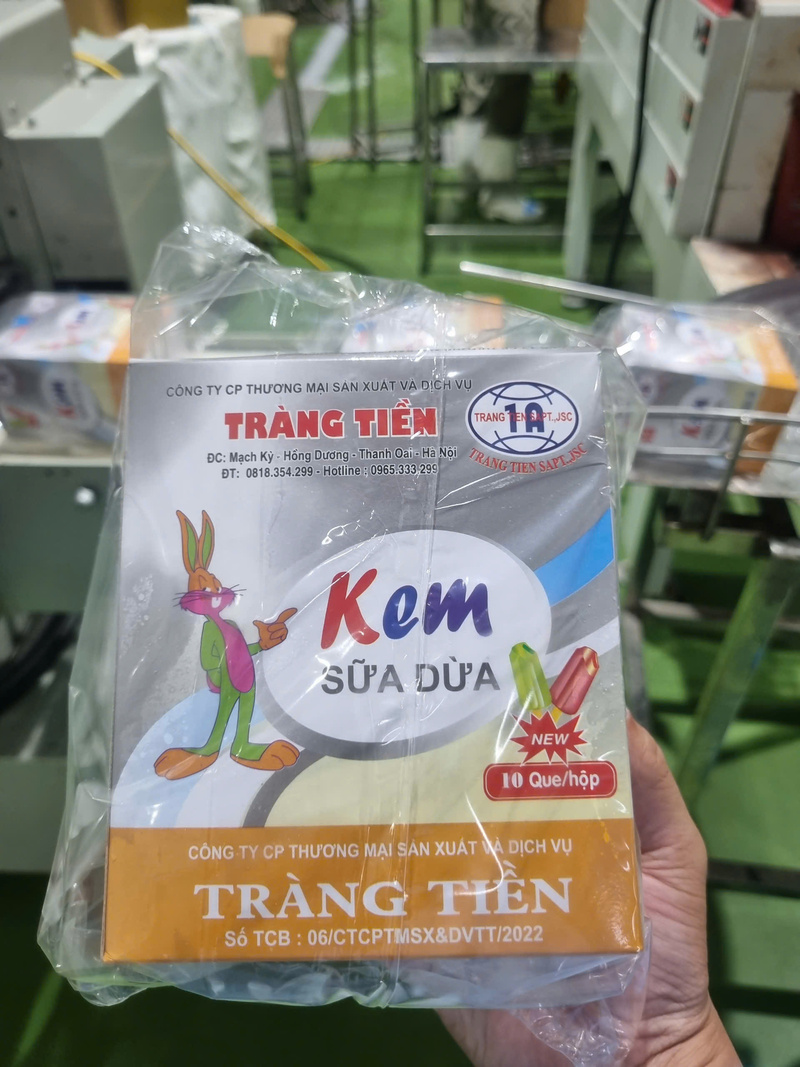 CÔNG TY CP THƯƠNG MẠI SẢN XUẤT VÀ DỊCH VỤ
TRÀNG TIỀN
ĐC: Mạch Kỳ - Hồng Dương - Thanh Oai - Hà Nội
ĐT: 0818.354.299 - Hotline : 0965.333.299
1A
TRANG TIEN SAPT.,JSC
TRANG TIEN SAPT.,JSC
Kem
SỮA DỪA
NEW
10 Que/hộp
CÔNG TY CP THƯƠNG MẠI SẢN XUẤT VÀ DỊCH VỤ
TRÀNG TIỀN
Số TCB : 06/CTCPTMSX&DVTT/2022
Kem